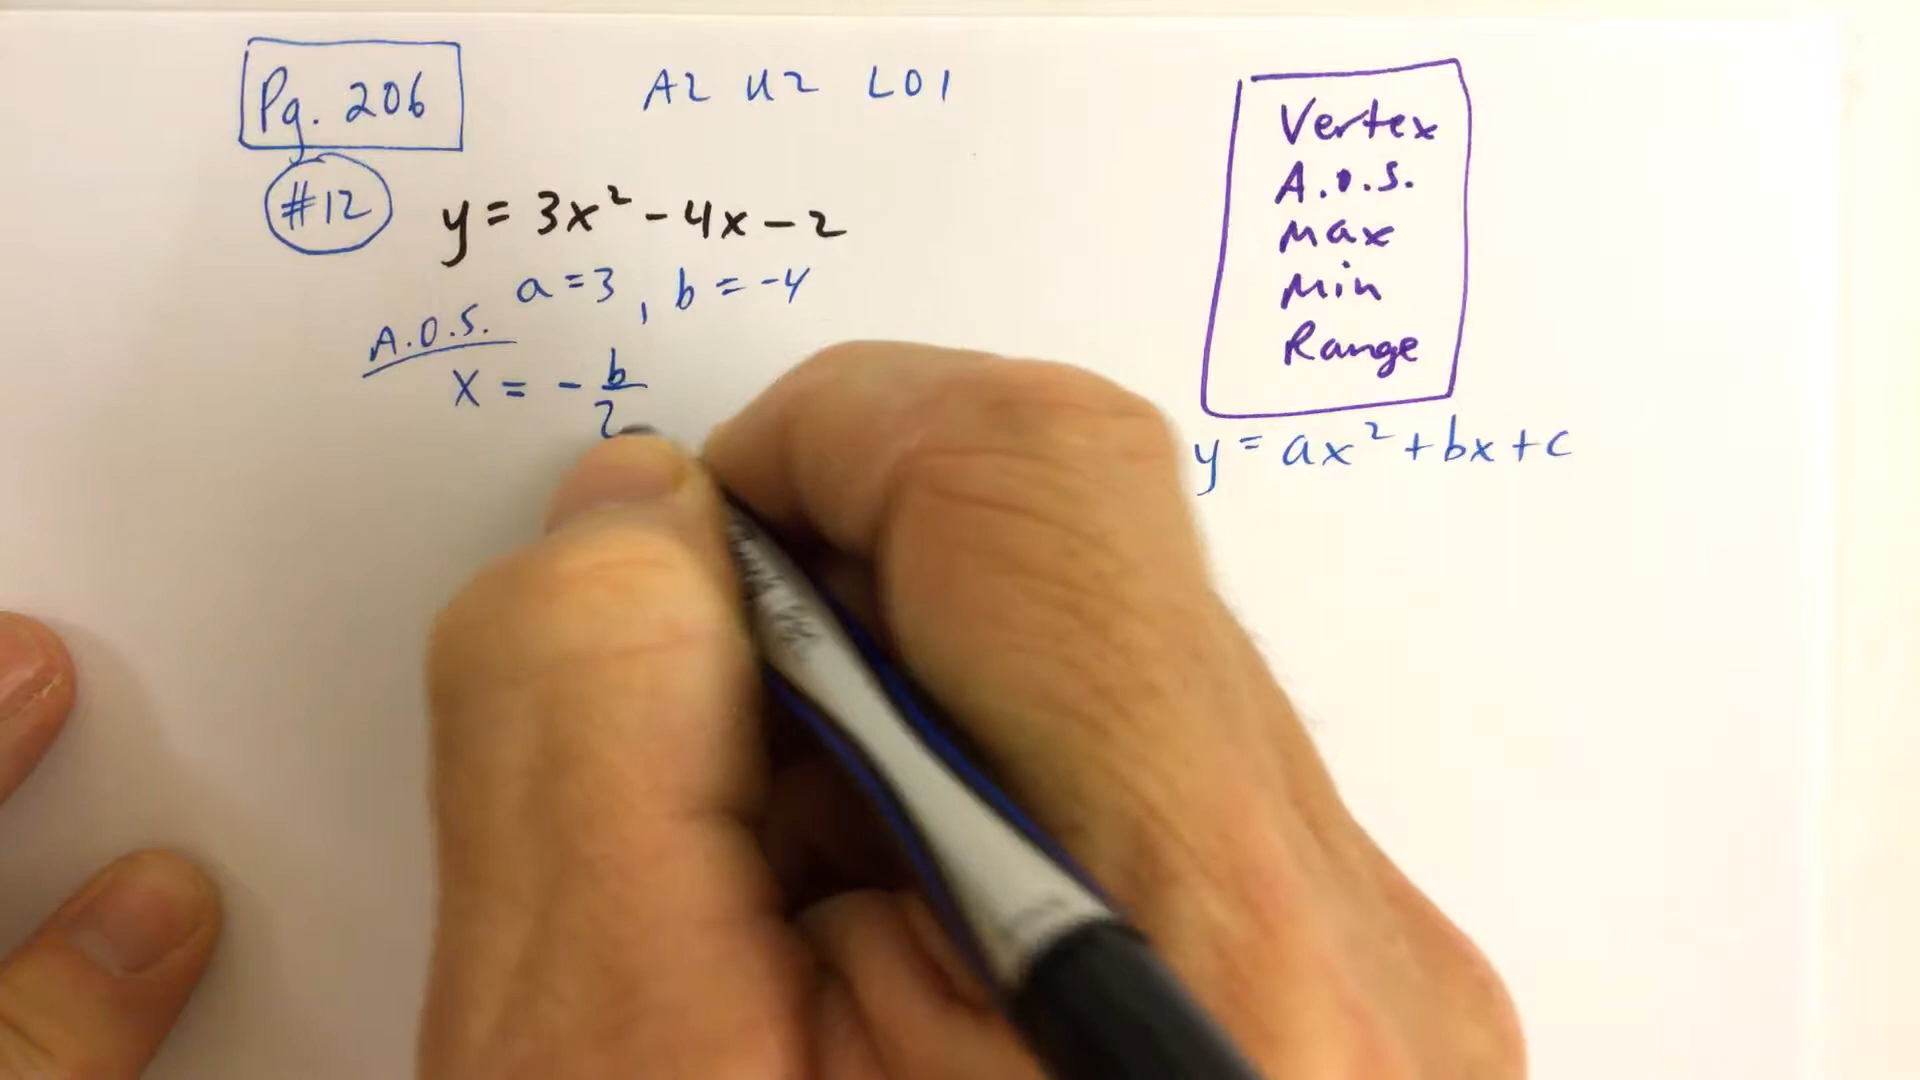 Pg. 206
A2 U2 L01
#12
y = 3x² - 4x - 2
a = 3, b = -4
A.O.S.
x = - b
2
Vertex
A.O.S.
Max
Min
Range
y = ax² + bx + c